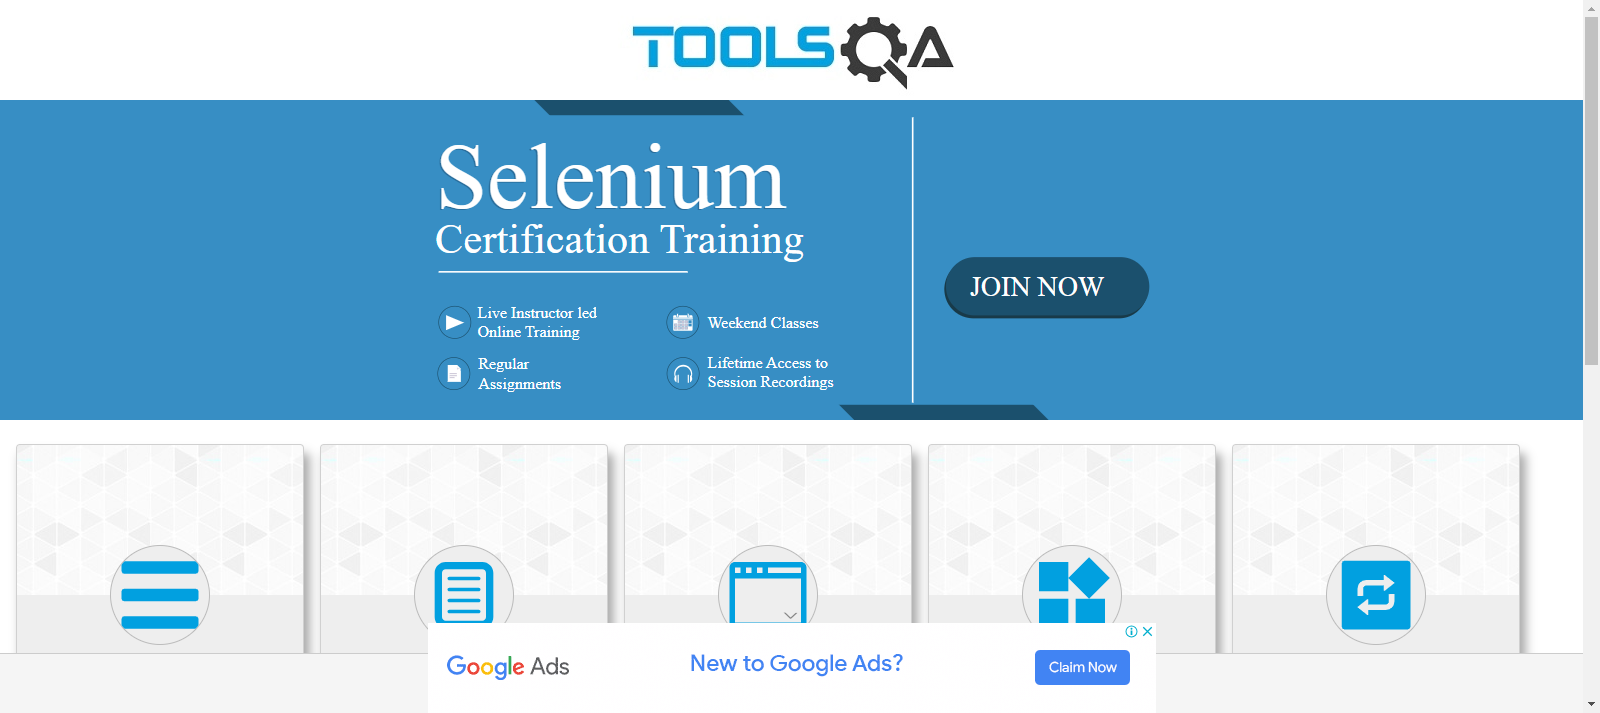 TOOLSQA
Selenium
Certification Training
JOIN NOW
Live Instructor led
Online Training
Weekend Classes
Regular
Assignments
Lifetime Access to
Session Recordings
Google Ads
New to Google Ads?
Claim Now